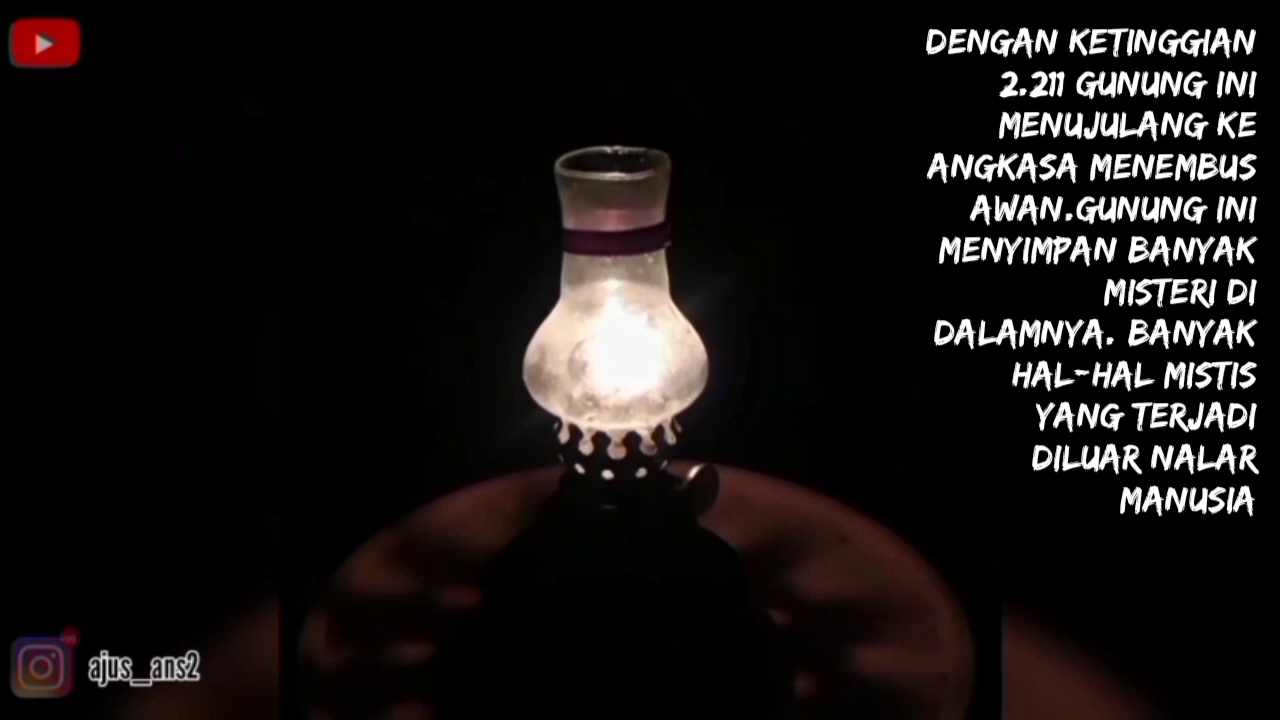 DENGAN KETINGGIAN
2.211 GUNUNG INI
MENUJULANG KE
ANGKASA MENEMBUS
AWAN.GUNUNG INI
MENYIMPAN BANYAK
MISTERI DI
DALAMNYA. BANYAK
HAL-HAL MISTIS
YANG TERJADI
DILUAR NALAR
MANUSIA
ajus_ans2